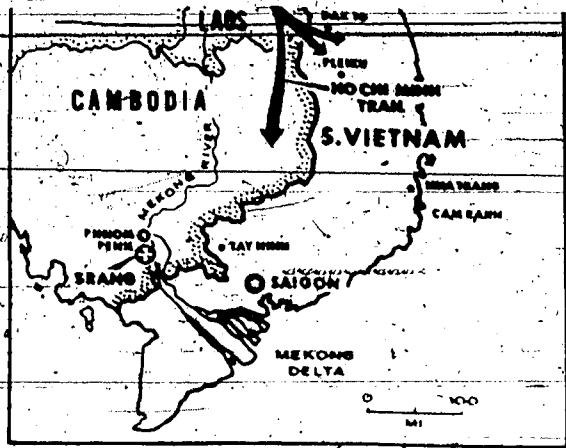 LAOS
DAK TO
PLEIKU
HO CHI MINH
TRAIL
CAMBODIA
S. VIETNAM
MEKONG RIVER
NHA TRANG
CAM RANH
PHNOM
PENH
TAY NINH
SRANG
SAIGON
MEKONG
DELTA
0 100
MI